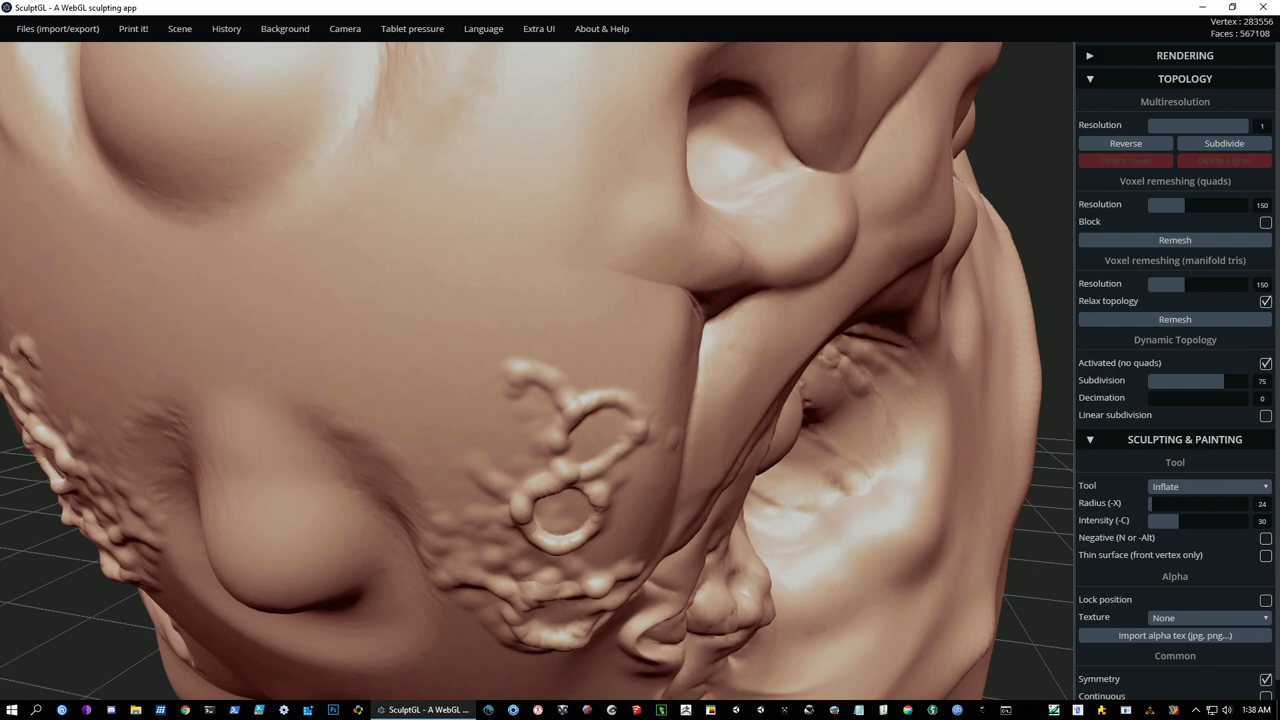 SculptGL - A WebGL sculpting app
Files (import/export) Print it! Scene History Background Camera Tablet pressure Language Extra UI About & Help
Vertex : 283556
Faces : 567108
RENDERING
TOPOLOGY
Multiresolution
Resolution 1
Reverse Subdivide
Delete lower Delete higher
Voxel remeshing (quads)
Resolution 150
Block
Remesh
Voxel remeshing (manifold tris)
Resolution 150
Relax topology
Remesh
Dynamic Topology
Activated (no quads)
Subdivision 75
Decimation 0
Linear subdivision
SCULPTING & PAINTING
Tool
Tool Inflate
Radius (-X) 24
Intensity (-C) 30
Negative (N or -Alt)
Thin surface (front vertex only)
Alpha
Lock position
Texture None
Import alpha tex (jpg, png...)
Common
Symmetry
Continuous
SculptGL - A WebGL ...
1:38 AM